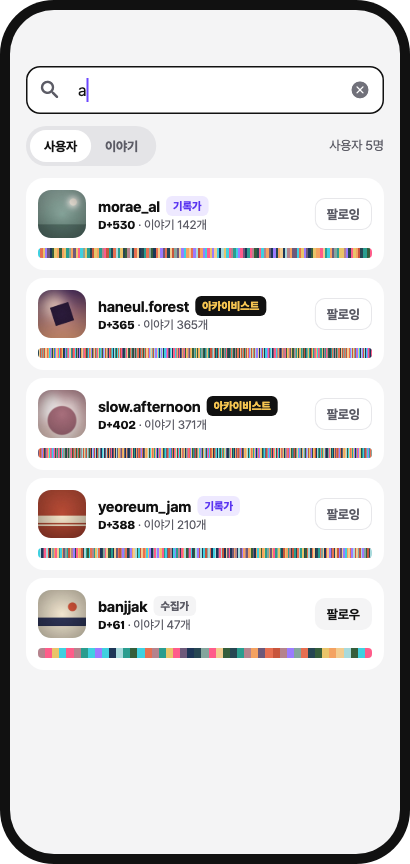 a
사용자 이야기 사용자 5명
morae_al 기록가 팔로잉
D+530 · 이야기 142개
haneul.forest 아카이비스트 팔로잉
D+365 · 이야기 365개
slow.afternoon 아카이비스트 팔로잉
D+402 · 이야기 371개
yeoreum_jam 기록가 팔로잉
D+388 · 이야기 210개
banjjak 수집가 팔로우
D+61 · 이야기 47개